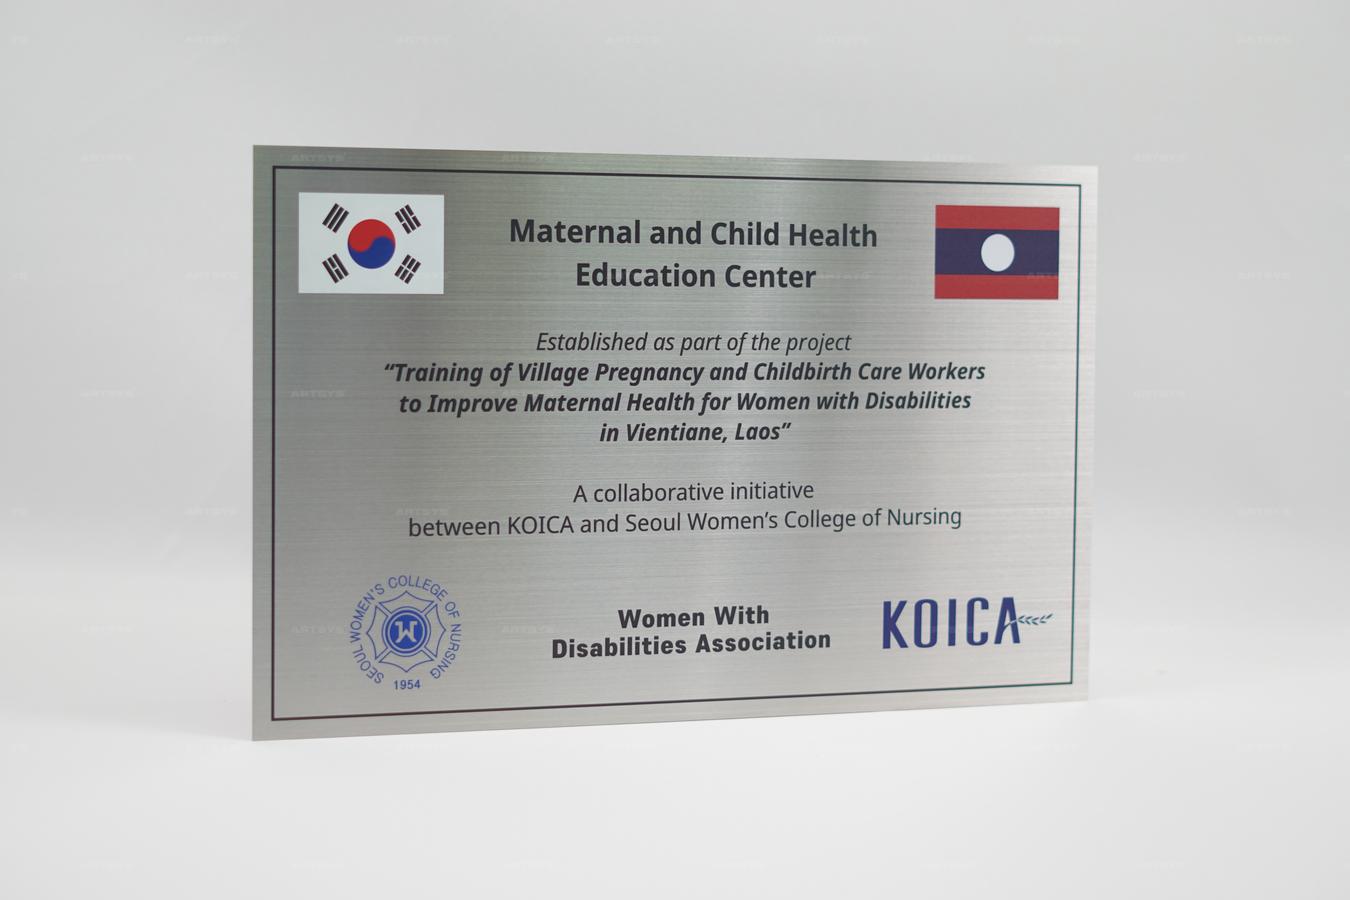 Maternal and Child Health
Education Center
Established as part of the project
“Training of Village Pregnancy and Childbirth Care Workers
to Improve Maternal Health for Women with Disabilities
in Vientiane, Laos”
A collaborative initiative
between KOICA and Seoul Women’s College of Nursing
SEOUL WOMEN'S COLLEGE OF NURSING
W
1954
Women With
Disabilities Association
KOICA
ARTSYS